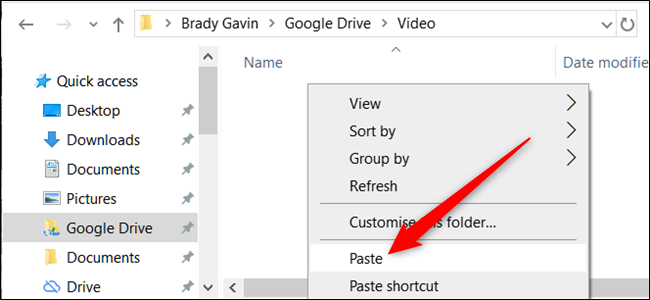 Brady Gavin > Google Drive > Video
Name
Date modifie
Quick access
Desktop
Downloads
Documents
Pictures
Google Drive
Documents
Drive
View
Sort by
Group by
Refresh
Customise this folder...
Paste
Paste shortcut